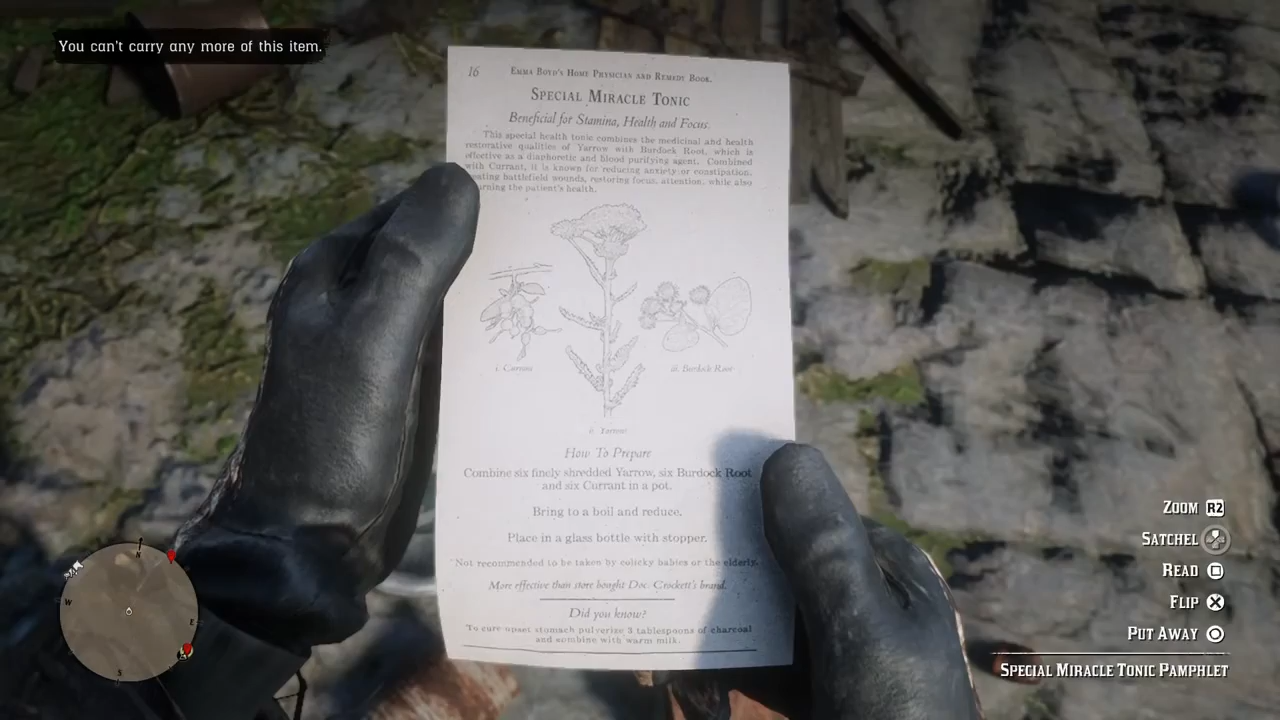 You can't carry any more of this item.
16 Emma Boyd's Home Physician and Remedy Book.
Special Miracle Tonic
Beneficial for Stamina, Health and Focus.
This special health tonic combines the medicinal and health
restorative qualities of Yarrow with Burdock Root, which is
effective as a diaphoretic and blood purifying agent. Combined
with Currant, it is known for reducing anxiety or constipation,
battlefield wounds, restoring focus, attention, while also
the patient's health.
i. Currant
iii. Burdock Root
ii. Yarrow
How To Prepare
Combine six finely shredded Yarrow, six Burdock Root
and six Currant in a pot.
Bring to a boil and reduce.
Place in a glass bottle with stopper.
*Not recommended to be taken by colicky babies or the elderly.
More effective than store bought Doc. Crockett's brand.
Did you know?
To cure upset stomach pulverize 3 tablespoons of charcoal
and combine with warm milk.
N
W
E
S
Zoom R2
Satchel
Read
Flip
Put Away
Special Miracle Tonic Pamphlet